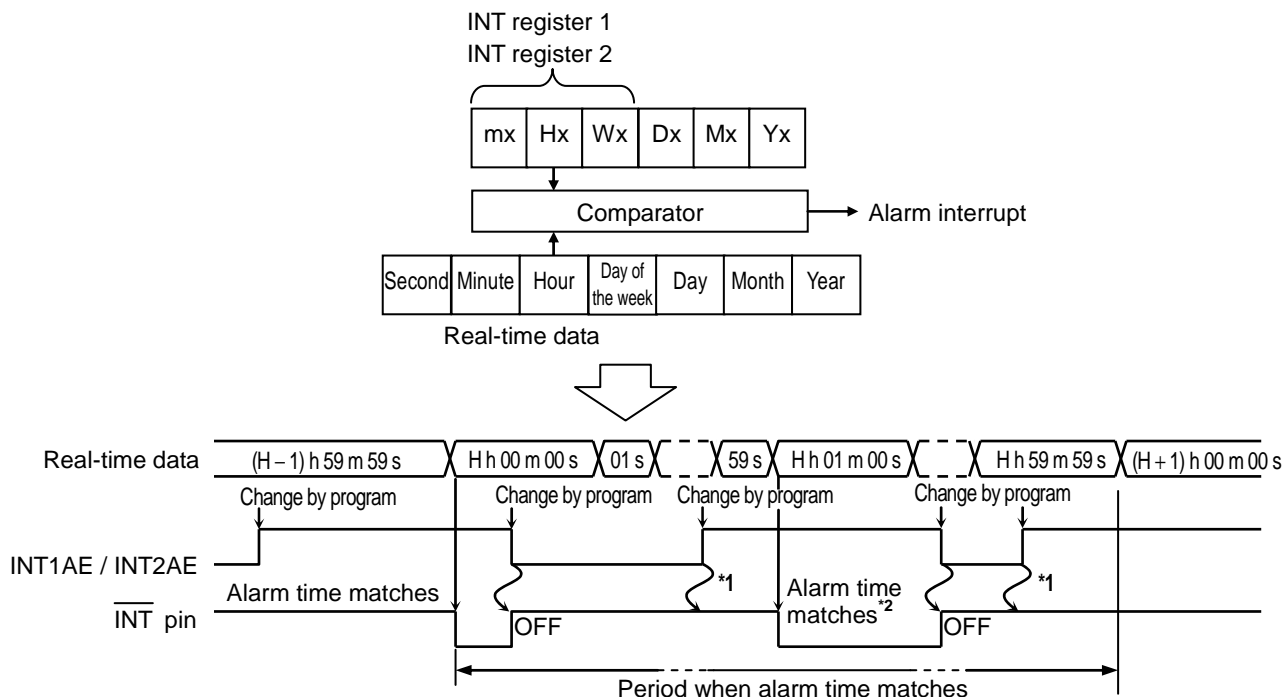 INT register 1
INT register 2
mx Hx Wx Dx Mx Yx
Comparator
Alarm interrupt
Second Minute Hour Day of the week Day Month Year
Real-time data
Real-time data
(H – 1) h 59 m 59 s H h 00 m 00 s 01 s 59 s H h 01 m 00 s H h 59 m 59 s (H + 1) h 00 m 00 s
Change by program Change by program Change by program Change by program
INT1AE / INT2AE
*1 *1
Alarm time matches
Alarm time
matches*2
INT pin
OFF OFF
Period when alarm time matches